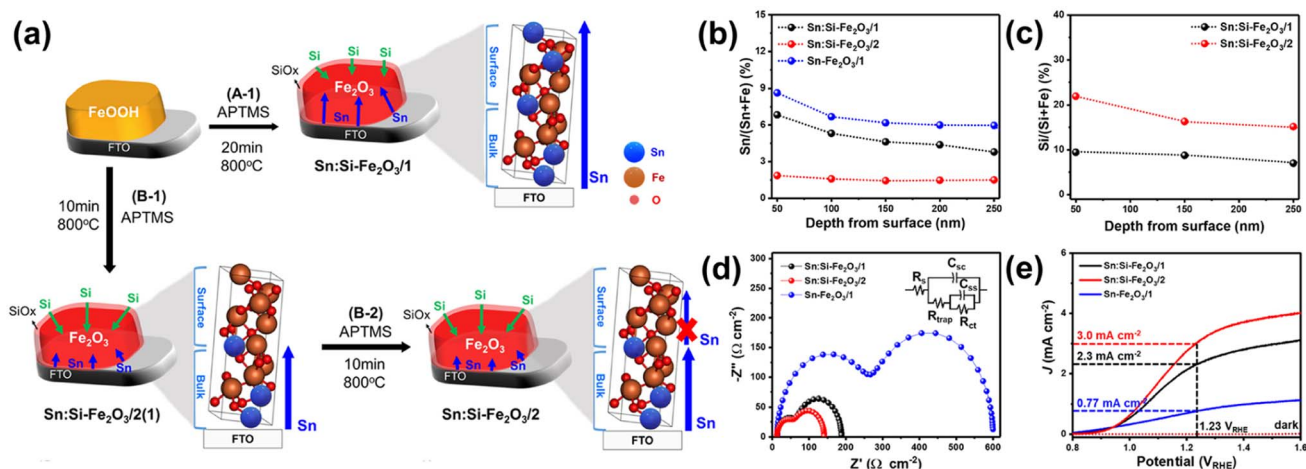 (a)
FeOOH
FTO
(A-1)
APTMS
20min
800°C
SiOx
Si
Si
Si
Fe₂O₃
Sn
Sn
FTO
Sn:Si-Fe₂O₃/1
Surface
Bulk
FTO
Sn
Sn
Fe
O
10min
800°C
(B-1)
APTMS
SiOx
Si
Si
Si
Fe₂O₃
Sn
Sn
FTO
Sn:Si-Fe₂O₃/2(1)
Surface
Bulk
FTO
Sn
(B-2)
APTMS
10min
800°C
SiOx
Si
Si
Si
Fe₂O₃
Sn
Sn
FTO
Sn:Si-Fe₂O₃/2
Surface
Bulk
FTO
Sn
Sn
(b)
Sn/(Sn+Fe) (%)
15
12
9
6
3
0
Sn:Si-Fe₂O₃/1
Sn:Si-Fe₂O₃/2
Sn-Fe₂O₃/1
50 100 150 200 250
Depth from surface (nm)
(c)
Si/(Si+Fe) (%)
40
30
20
10
0
Sn:Si-Fe₂O₃/1
Sn:Si-Fe₂O₃/2
50 100 150 200 250
Depth from surface (nm)
(d)
-Z'' (Ω cm⁻²)
300
250
200
150
100
50
0
Sn:Si-Fe₂O₃/1
Sn:Si-Fe₂O₃/2
Sn-Fe₂O₃/1
Csc
Rs
Css
Rtrap
Rct
0 100 200 300 400 500 600
Z' (Ω cm⁻²)
(e)
J (mA cm⁻²)
6
4
2
0
Sn:Si-Fe₂O₃/1
Sn:Si-Fe₂O₃/2
Sn-Fe₂O₃/1
3.0 mA cm⁻²
2.3 mA cm⁻²
0.77 mA cm⁻²
1.23 VRHE
dark
0.8 1.0 1.2 1.4 1.6
Potential (VRHE)